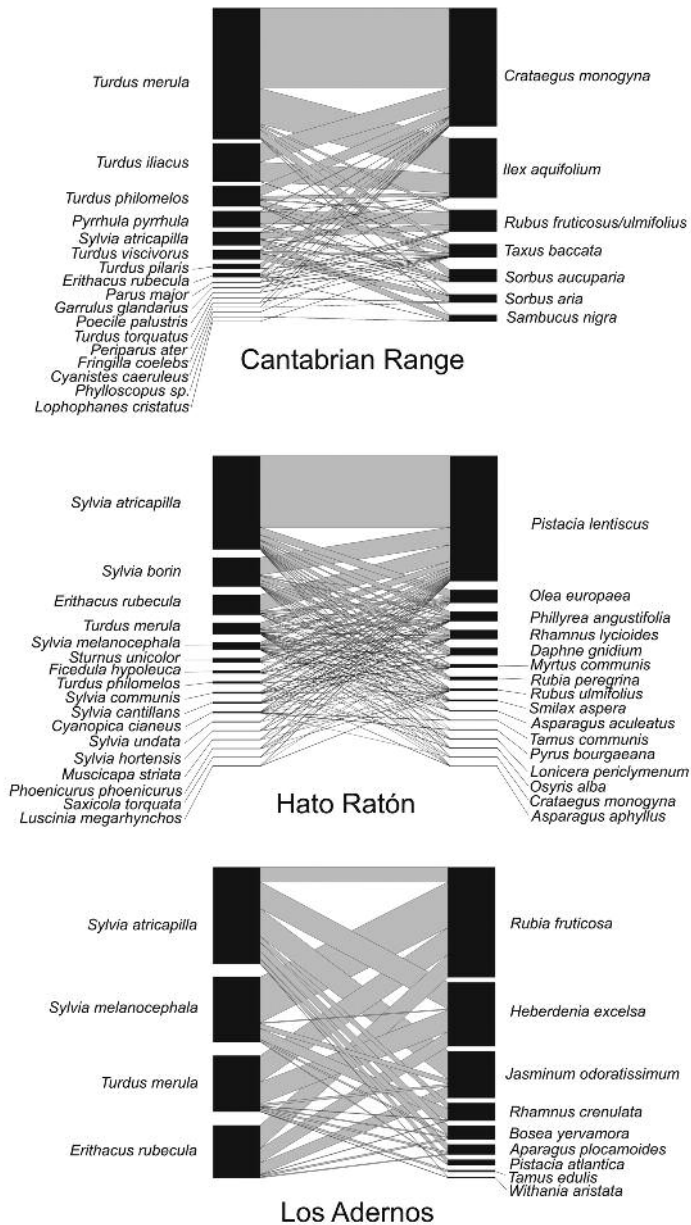 Turdus merula
Turdus iliacus
Turdus philomelos
Pyrrhula pyrrhula
Sylvia atricapilla
Turdus viscivorus
Turdus pilaris
Erithacus rubecula
Parus major
Garrulus glandarius
Poecile palustris
Turdus torquatus
Periparus ater
Fringilla coelebs
Cyanistes caeruleus
Phylloscopus sp.
Lophophanes cristatus
Crataegus monogyna
Ilex aquifolium
Rubus fruticosus/ulmifolius
Taxus baccata
Sorbus aucuparia
Sorbus aria
Sambucus nigra
Cantabrian Range
Sylvia atricapilla
Sylvia borin
Erithacus rubecula
Turdus merula
Sylvia melanocephala
Sturnus unicolor
Ficedula hypoleuca
Turdus philomelos
Sylvia communis
Sylvia cantillans
Cyanopica cianeus
Sylvia undata
Sylvia hortensis
Muscicapa striata
Phoenicurus phoenicurus
Saxicola torquata
Luscinia megarhynchos
Pistacia lentiscus
Olea europaea
Phillyrea angustifolia
Rhamnus lycioides
Daphne gnidium
Myrtus communis
Rubia peregrina
Rubus ulmifolius
Smilax aspera
Asparagus aculeatus
Tamus communis
Pyrus bourgaeana
Lonicera periclymenum
Osyris alba
Crataegus monogyna
Asparagus aphyllus
Hato Ratón
Sylvia atricapilla
Sylvia melanocephala
Turdus merula
Erithacus rubecula
Rubia fruticosa
Heberdenia excelsa
Jasminum odoratissimum
Rhamnus crenulata
Bosea yervamora
Aparagus plocamoides
Pistacia atlantica
Tamus edulis
Withania aristata
Los Adernos